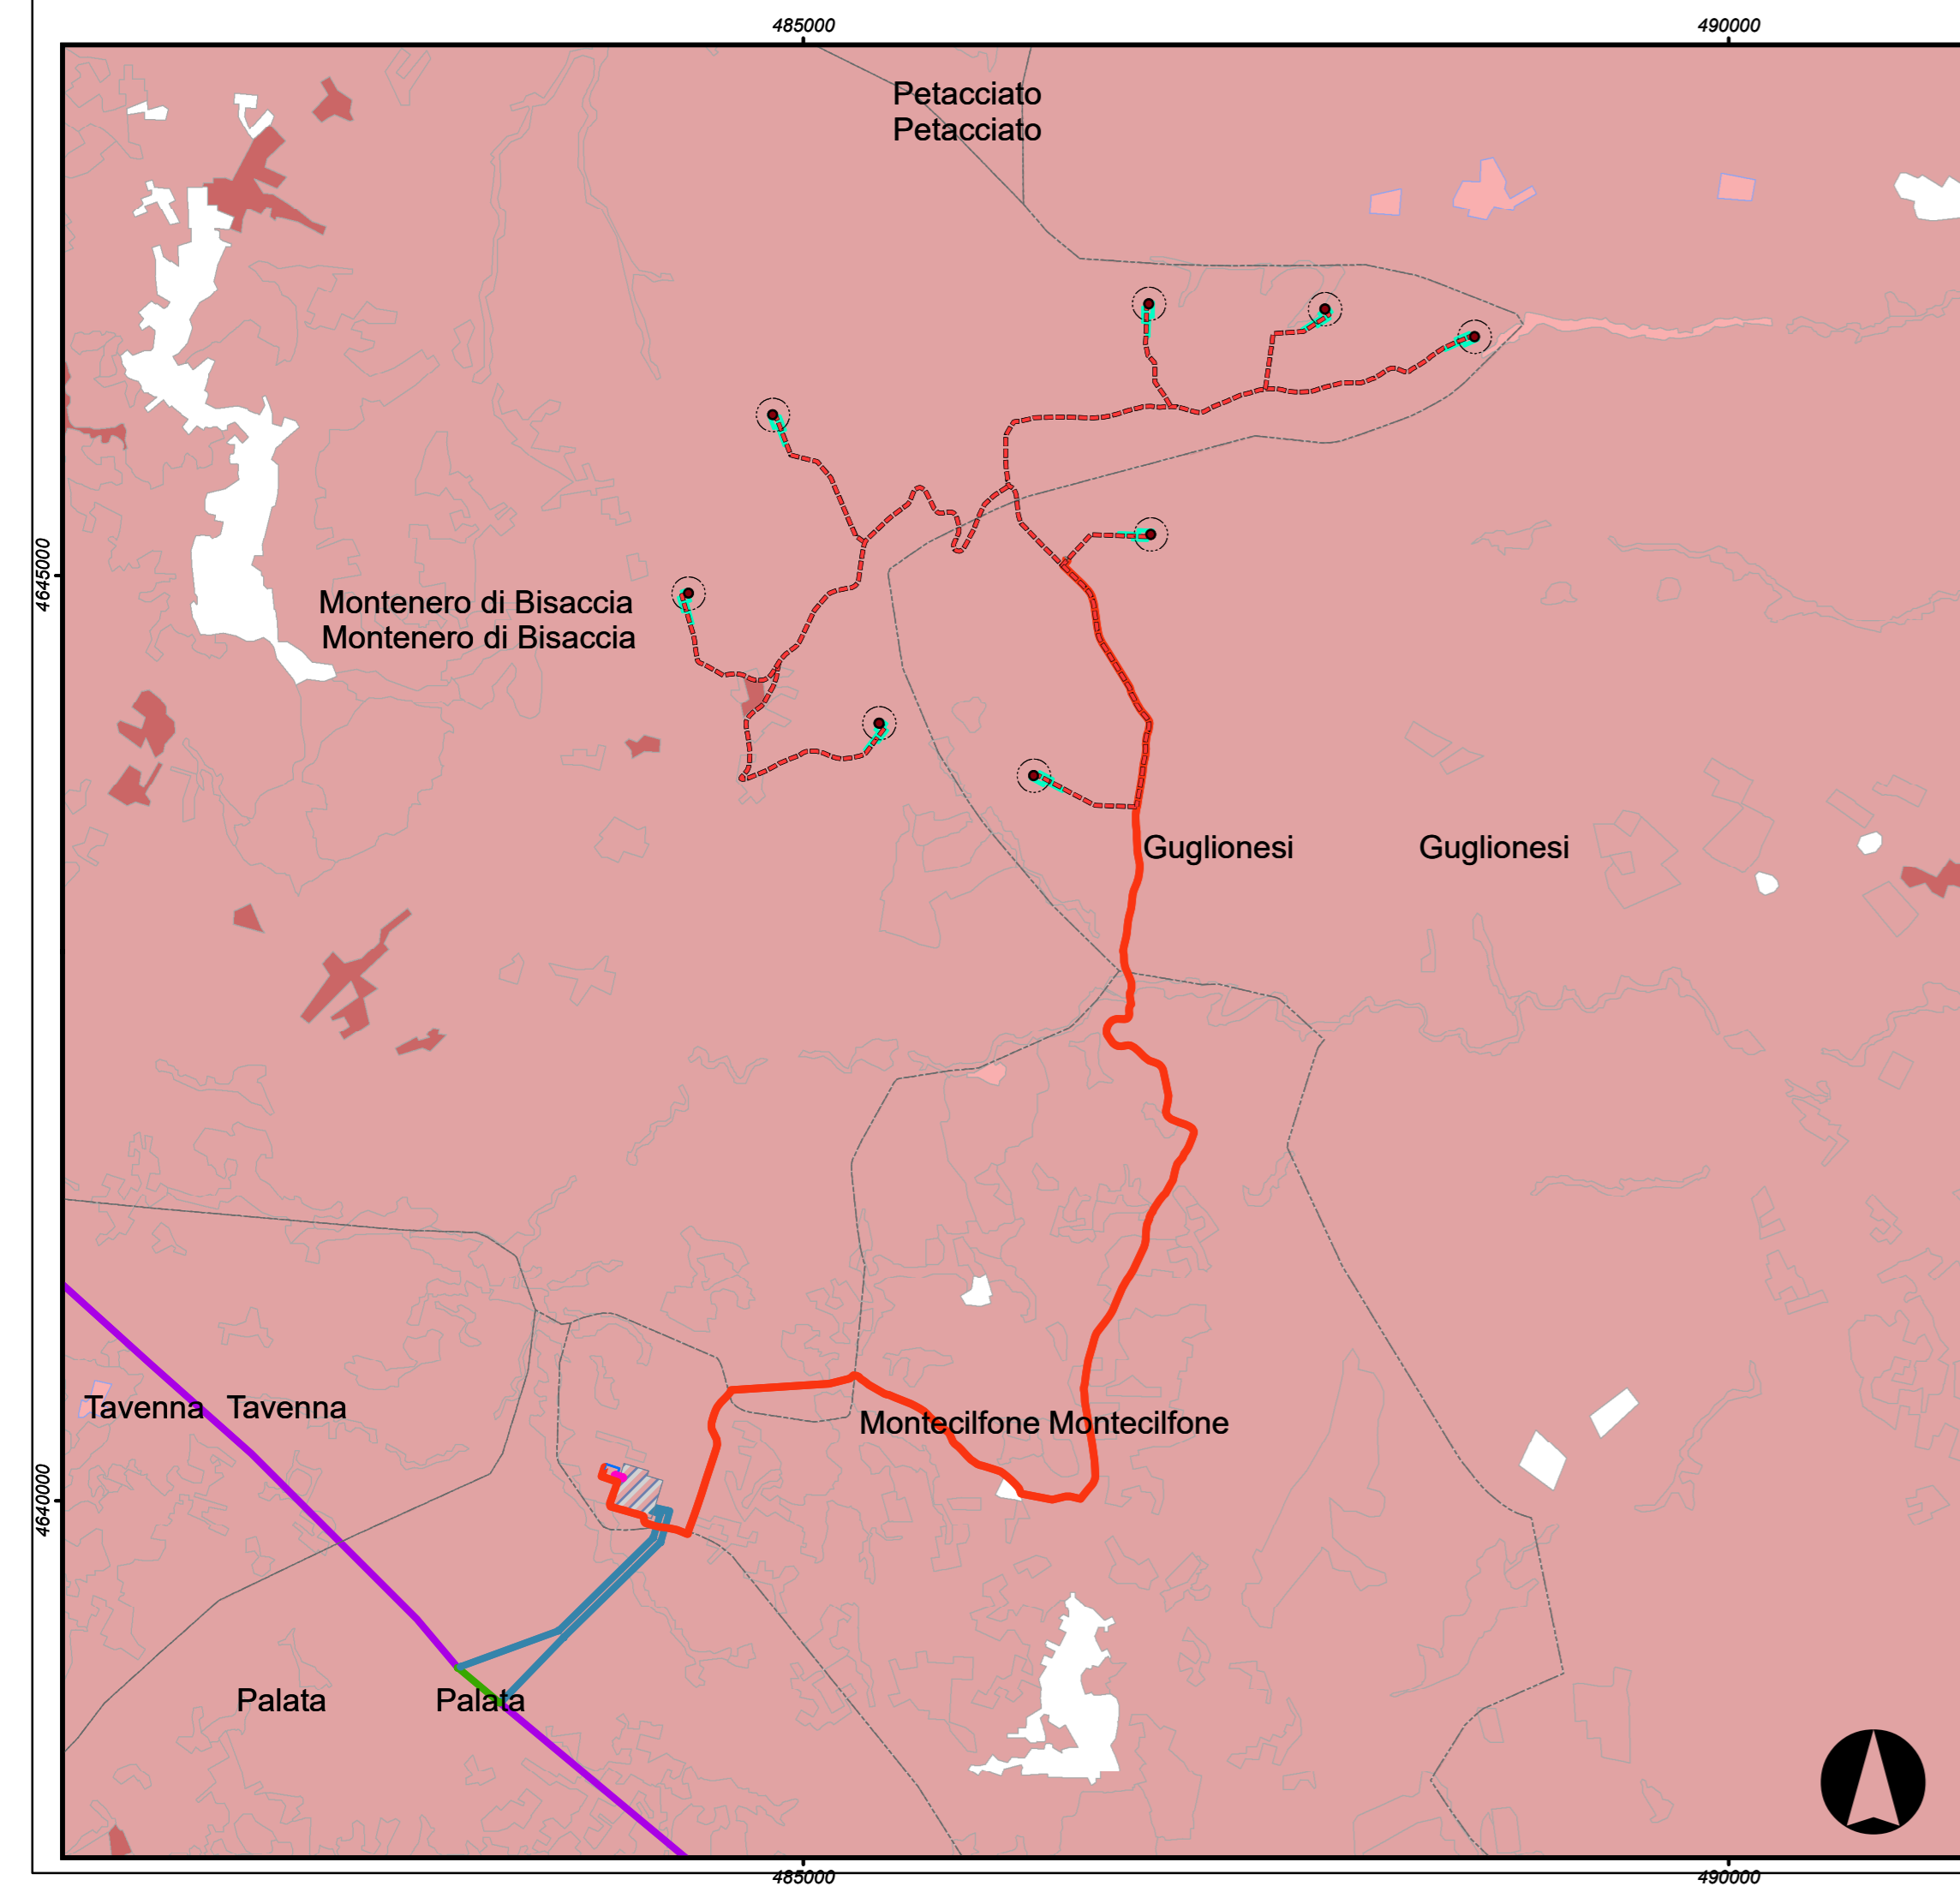 485000
490000
Petacciato
Petacciato
4645000
Montenero di Bisaccia
Montenero di Bisaccia
Guglionesi Guglionesi
Tavenna Tavenna
Montecilfone Montecilfone
4640000
Palata Palata
485000
490000